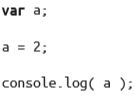 var a;
a = 2;
console.log( a );